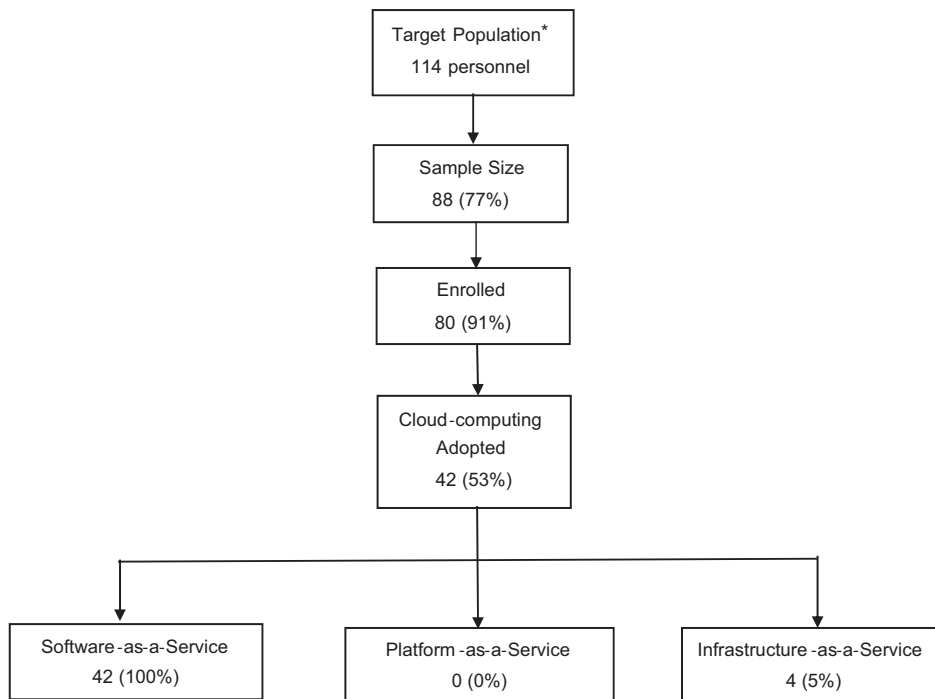 Target Population*
114 personnel
Sample Size
88 (77%)
Enrolled
80 (91%)
Cloud-computing
Adopted
42 (53%)
Software-as-a-Service
42 (100%)
Platform-as-a-Service
0 (0%)
Infrastructure-as-a-Service
4 (5%)